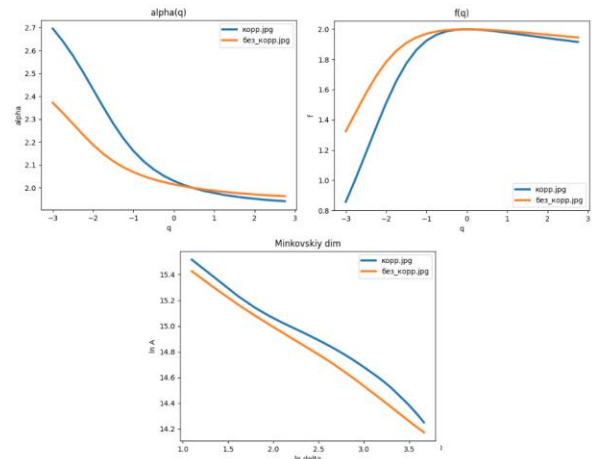 alpha(q)
2.7
2.6
2.5
2.4
2.3
2.2
2.1
2.0
alpha
−3
−2
−1
0
1
2
3
q
корр.jpg
без_корр.jpg
f(q)
2.0
1.8
1.6
1.4
1.2
1.0
0.8
f
−3
−2
−1
0
1
2
3
q
корр.jpg
без_корр.jpg
Minkovskiy dim
15.4
15.2
15.0
14.8
14.6
14.4
14.2
ln A
1.0
1.5
2.0
2.5
3.0
3.5
ln delta
корр.jpg
без_корр.jpg